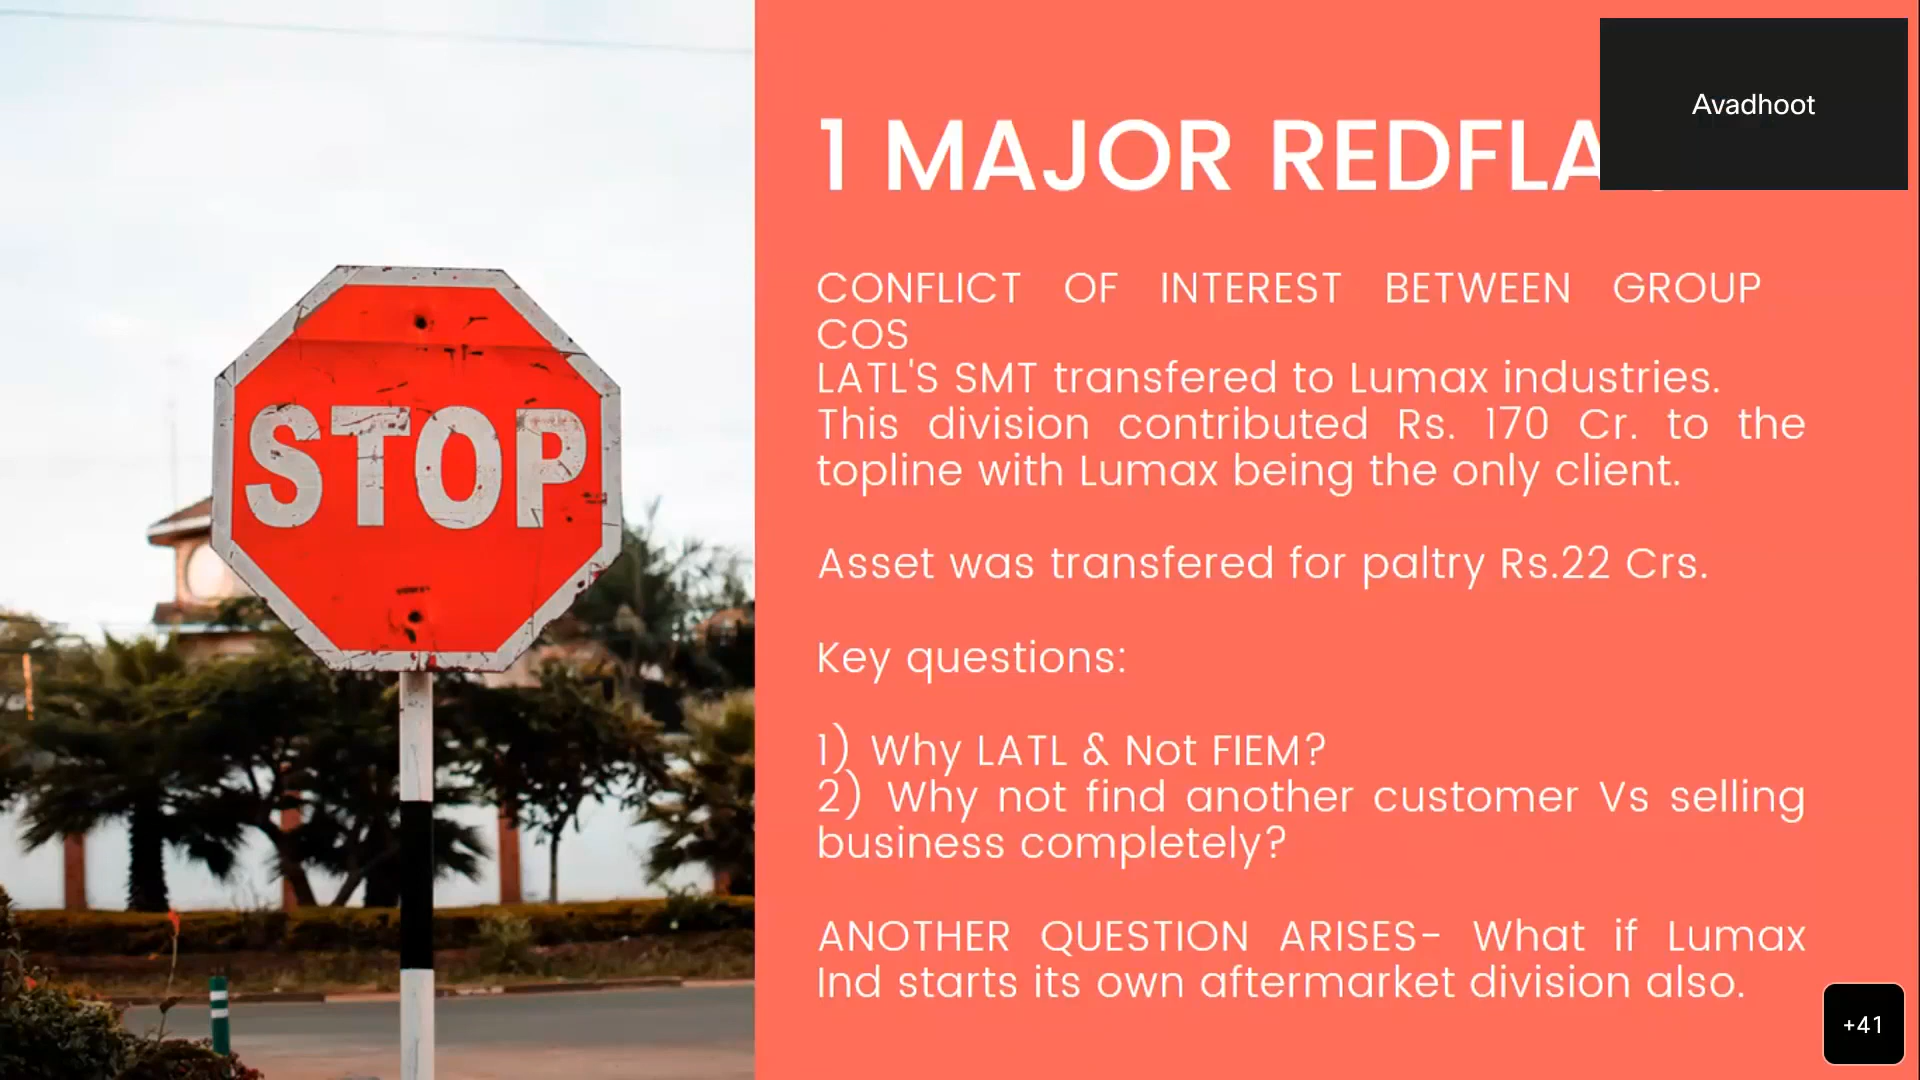 STOP
Avadhoot
1 MAJOR
CONFLICT OF INTEREST BETWEEN GROUP
COS
LATL'S SMT transfered to Lumax industries.
This division contributed Rs. 170 Cr. to the
topline with Lumax being the only client.
Asset was transfered for paltry Rs.22 Crs.
Key questions:
1) Why LATL & Not FIEM?
2) Why not find another customer Vs selling
business completely?
ANOTHER QUESTION ARISES- What if Lumax
Ind starts its own aftermarket division also.
+41